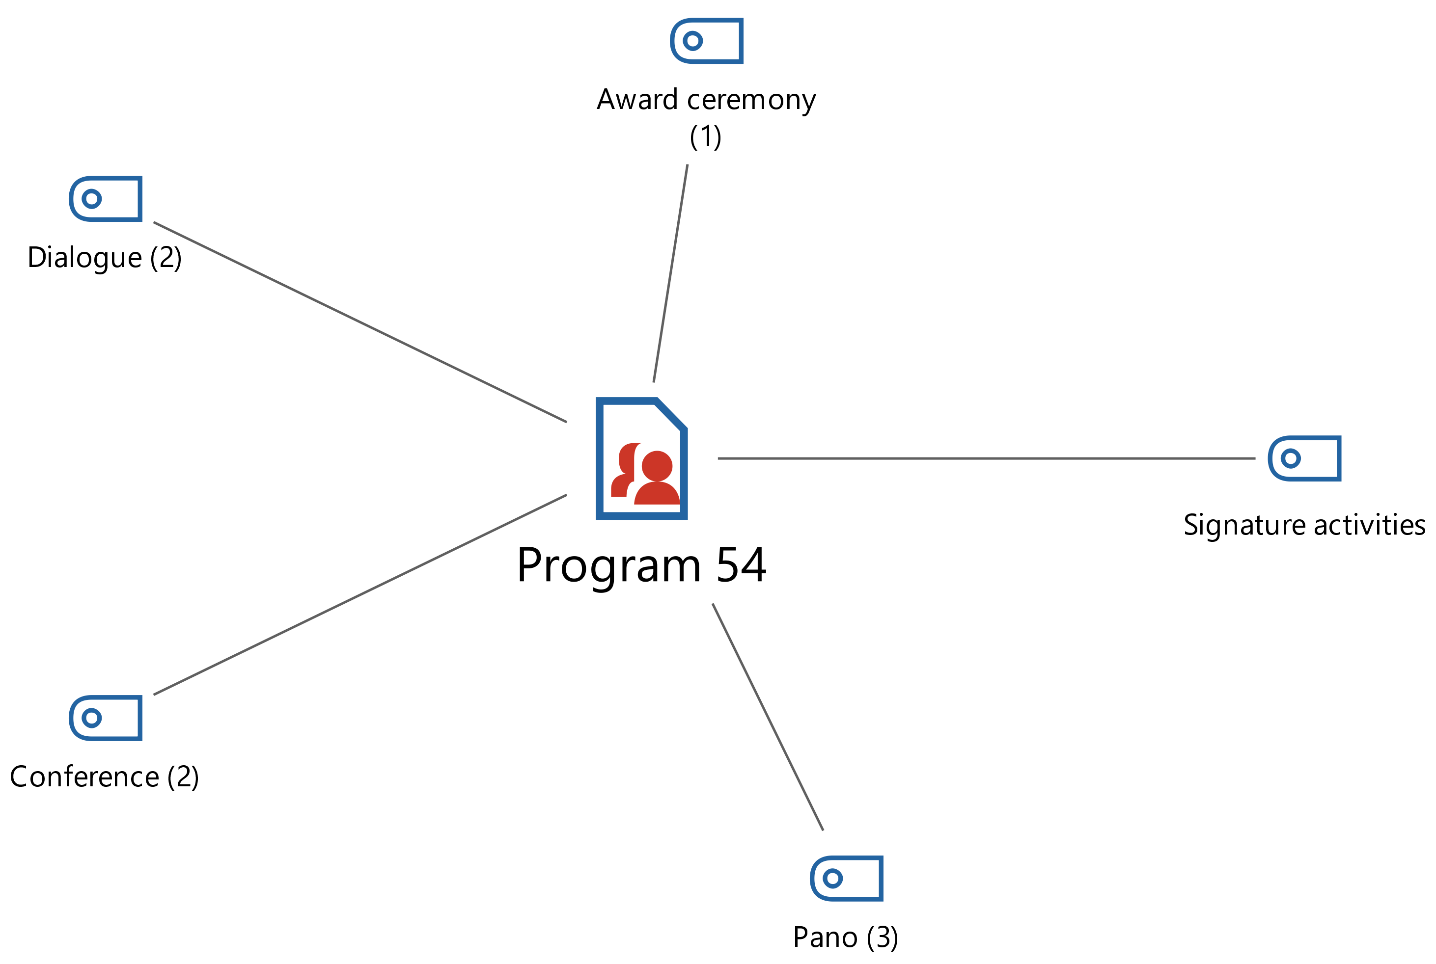 Award ceremony
(1)
Dialogue (2)
Signature activities
Program 54
Conference (2)
Pano (3)